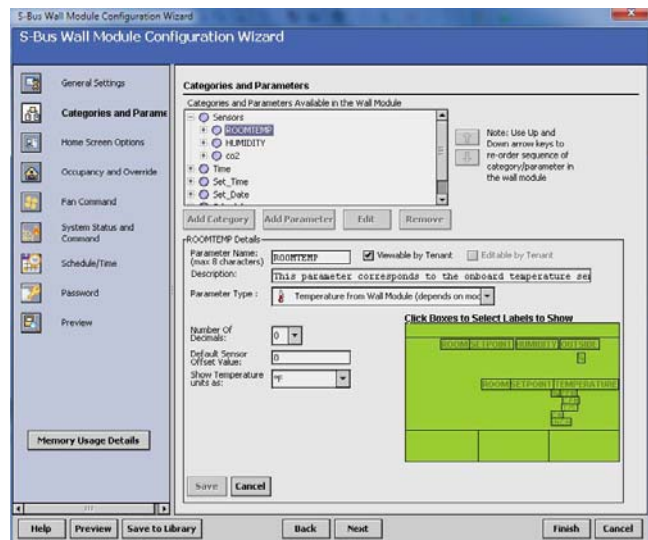 S-Bus Wall Module Configuration Wizard
S-Bus Wall Module Configuration Wizard
General Settings
Categories and Parame
Home Screen Options
Occupancy and Override
Fan Command
System Status and
Command
Schedule/Time
Password
Preview
Memory Usage Details
Categories and Parameters
Categories and Parameters Available in the Wall Module
Sensors
ROOMTEMP
HUMIDITY
co2
Time
Set_Time
Set_Date
Note: Use Up and
Down arrow keys to
re-order sequence of
category/parameter in
the wall module
Add Category Add Parameter Edit Remove
ROOMTEMP Details
Parameter Name:
(max 8 characters)
ROOMTEMP
Viewable by Tenant
Editable by Tenant
Description:
This parameter corresponds to the onboard temperature se
Parameter Type :
Temperature from Wall Module (depends on mod
Number Of
Decimals:
0
Default Sensor
Offset Value:
0
Show Temperature
units as:
°F
Click Boxes to Select Labels to Show
ROOM SETPOINT HUMIDITY OUTSIDE
%
ROOM SETPOINT TEMPERATURE
Save Cancel
Help Preview Save to Library Back Next Finish Cancel